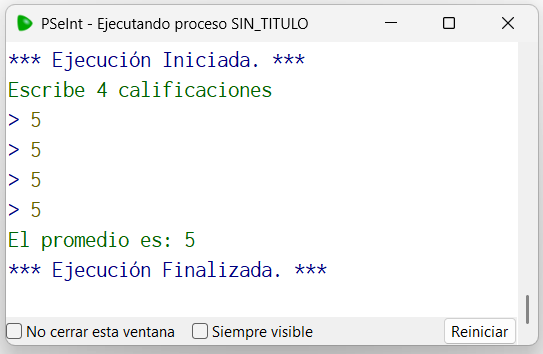 PSeInt - Ejecutando proceso SIN_TITULO
*** Ejecución Iniciada. ***
Escribe 4 calificaciones
> 5
> 5
> 5
> 5
El promedio es: 5
*** Ejecución Finalizada. ***
No cerrar esta ventana Siempre visible Reiniciar